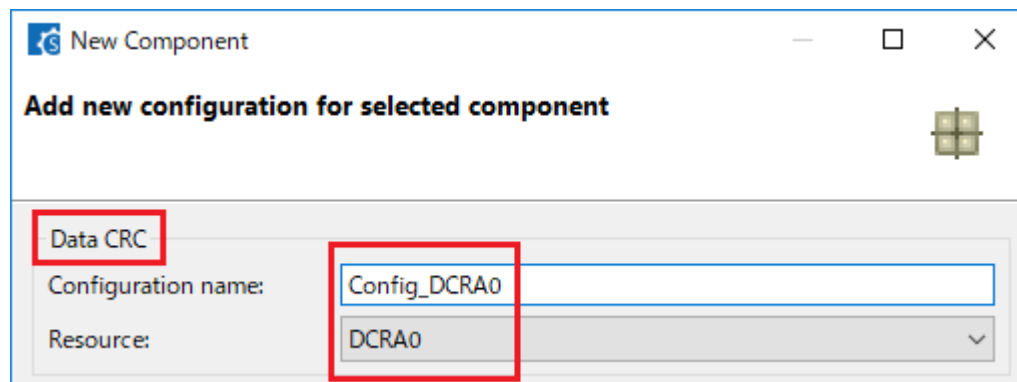 New Component
Add new configuration for selected component
Data CRC
Configuration name: Config_DCRA0
Resource: DCRA0